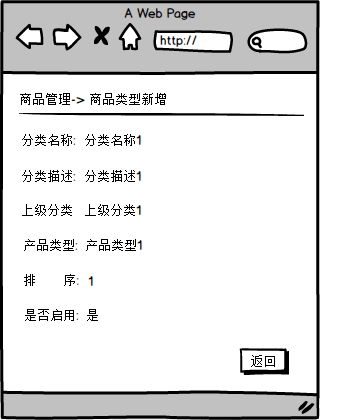 A Web Page
http://
商品管理-> 商品类型新增
分类名称: 分类名称1
分类描述: 分类描述1
上级分类 上级分类1
产品类型: 产品类型1
排 序: 1
是否启用: 是
返回